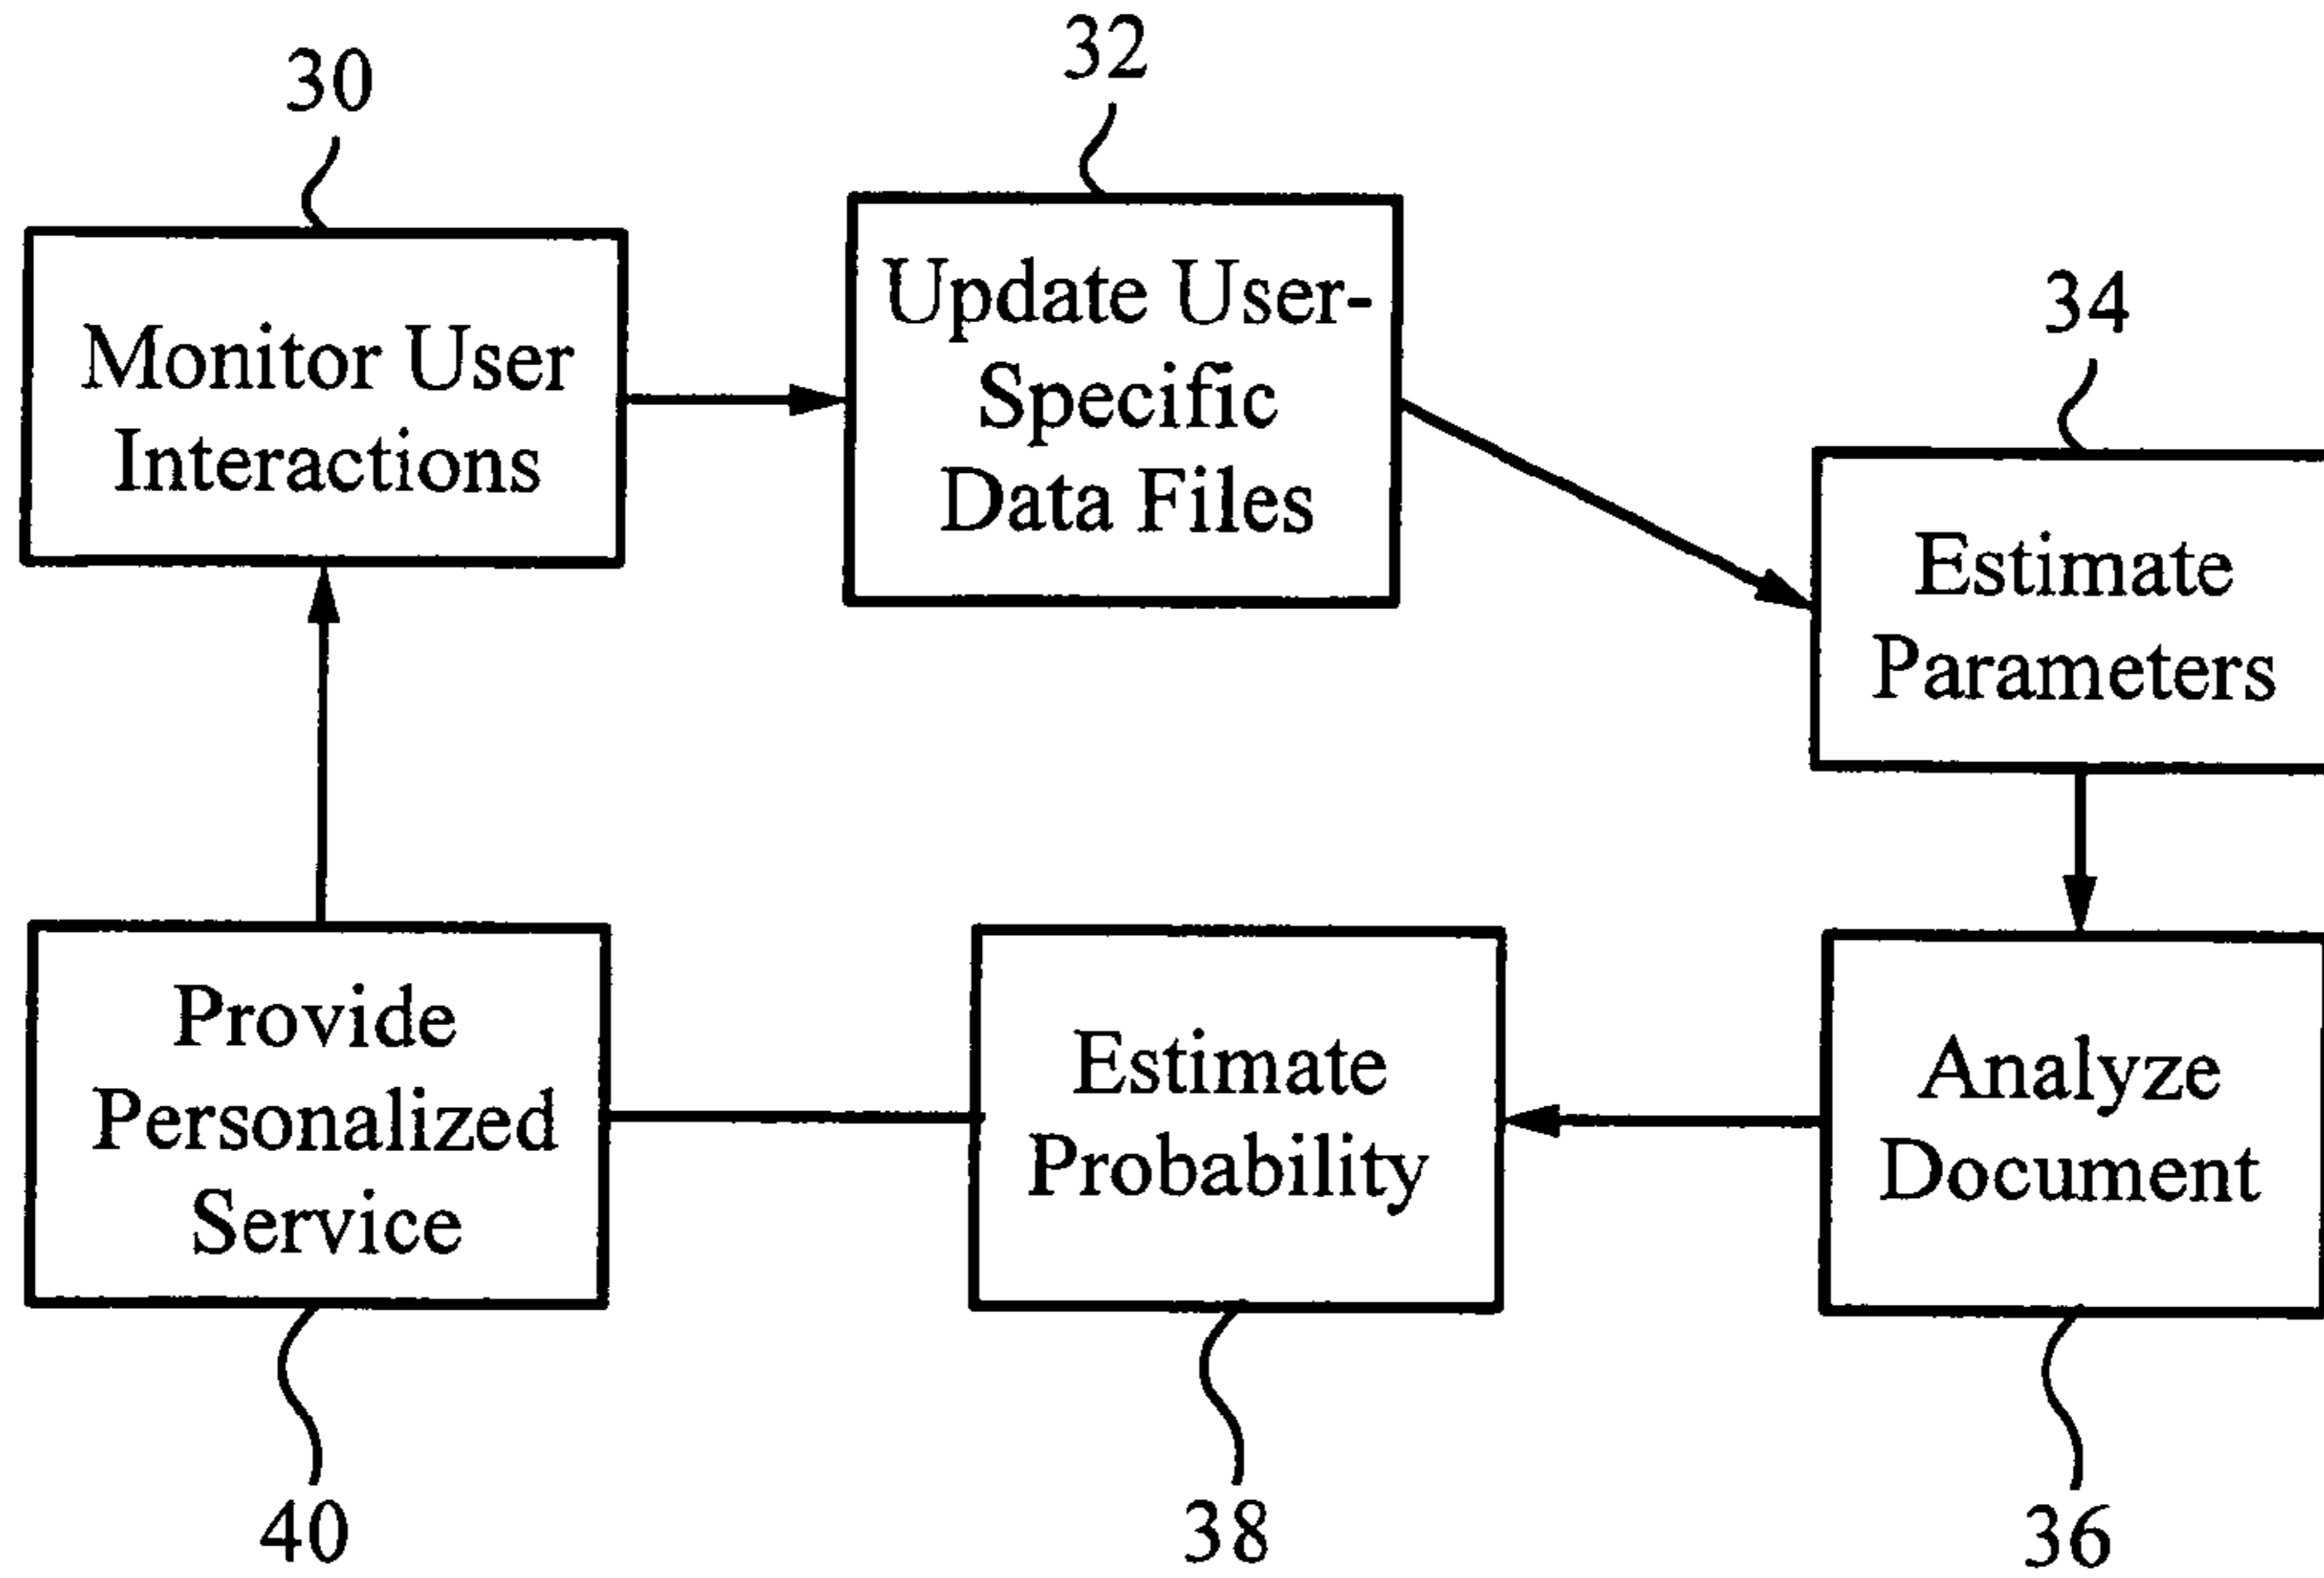 30
32
Monitor User
Interactions
Update User-
Specific
Data Files
34
Estimate
Parameters
Provide
Personalized
Service
Estimate
Probability
Analyze
Document
40
38
36